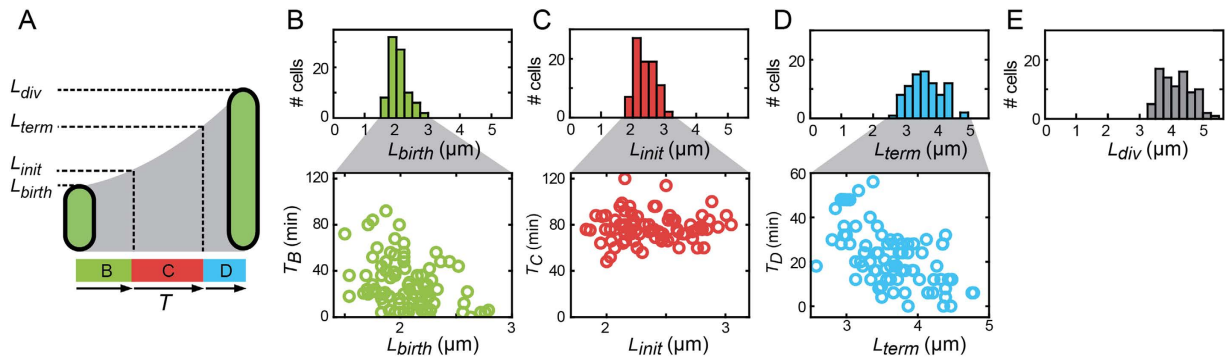 A
L_div
L_term
L_init
L_birth
B C D
T
B
# cells
20
0
0 1 2 3 4 5
L_birth (μm)
T_B (min)
120
80
40
0
2 3
L_birth (μm)
C
# cells
20
0
0 1 2 3 4 5
L_init (μm)
T_C (min)
120
80
40
0
2 3
L_init (μm)
D
# cells
20
0
0 1 2 3 4 5
L_term (μm)
T_D (min)
60
40
20
0
3 4 5
L_term (μm)
E
# cells
20
0
0 1 2 3 4 5
L_div (μm)